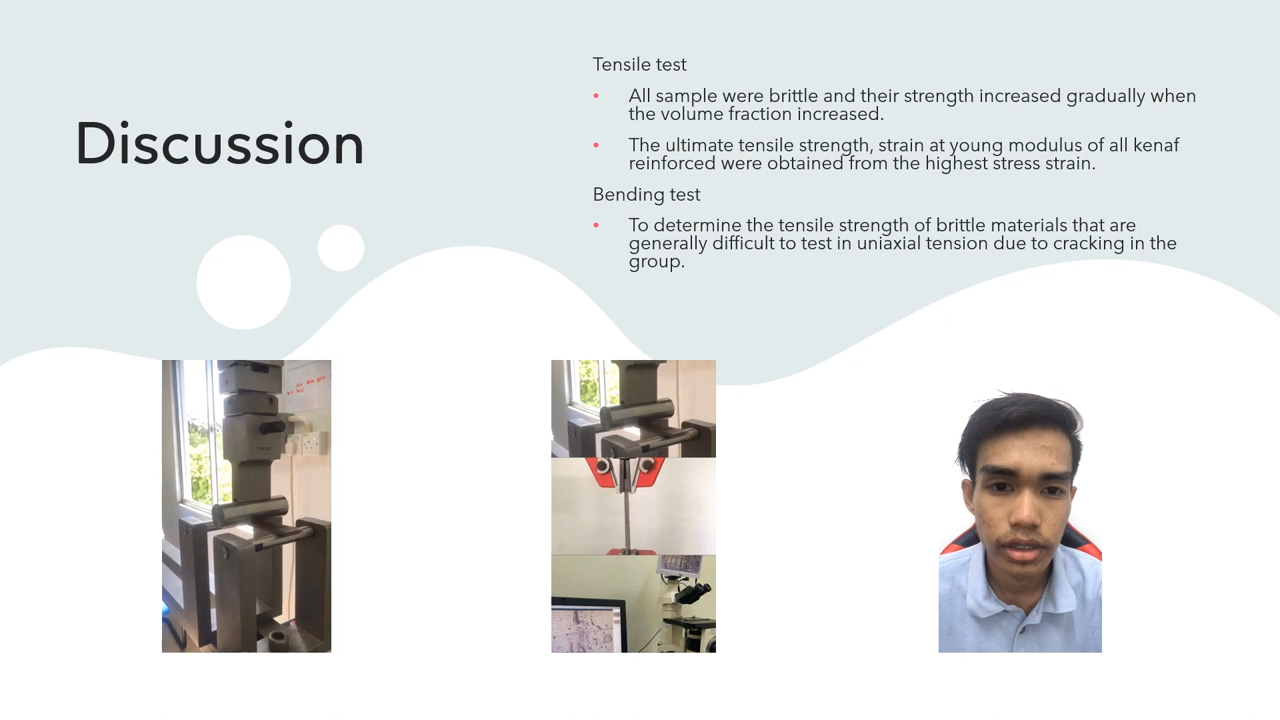 Discussion
Tensile test
• All sample were brittle and their strength increased gradually when
the volume fraction increased.
• The ultimate tensile strength, strain at young modulus of all kenaf
reinforced were obtained from the highest stress strain.
Bending test
• To determine the tensile strength of brittle materials that are
generally difficult to test in uniaxial tension due to cracking in the
group.